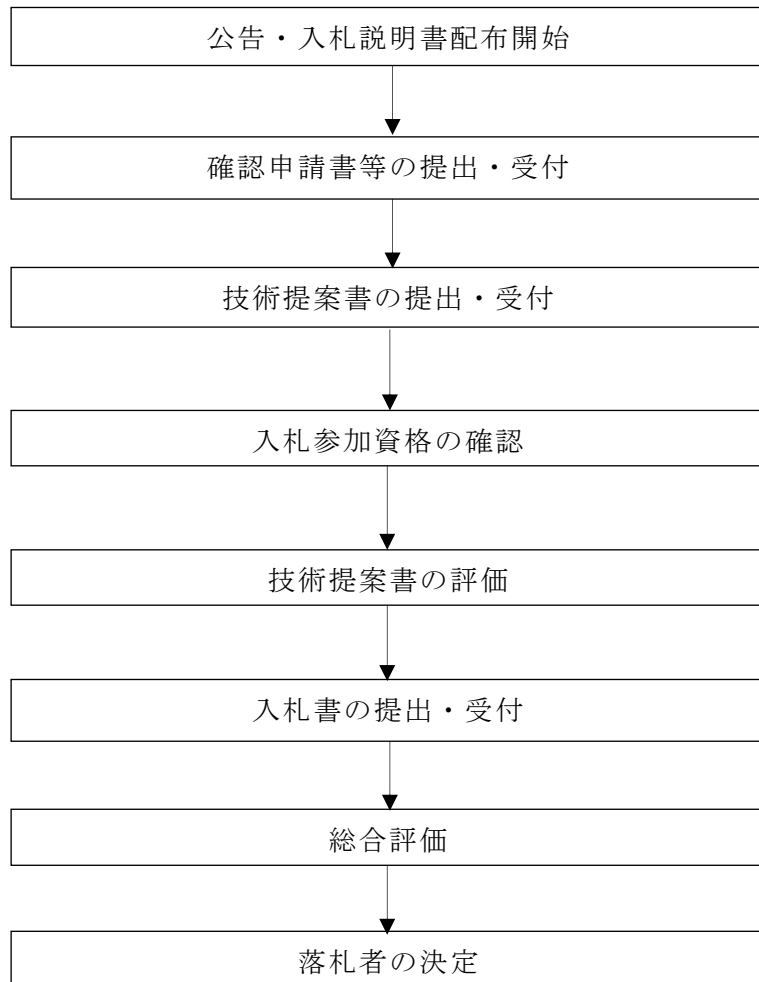 公告・入札説明書配布開始
確認申請書等の提出・受付
技術提案書の提出・受付
入札参加資格の確認
技術提案書の評価
入札書の提出・受付
総合評価
落札者の決定